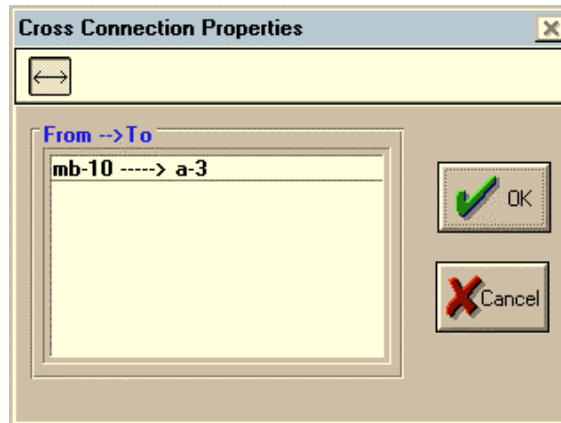 Cross Connection Properties
From -->To
mb-10 -----> a-3
OK
Cancel